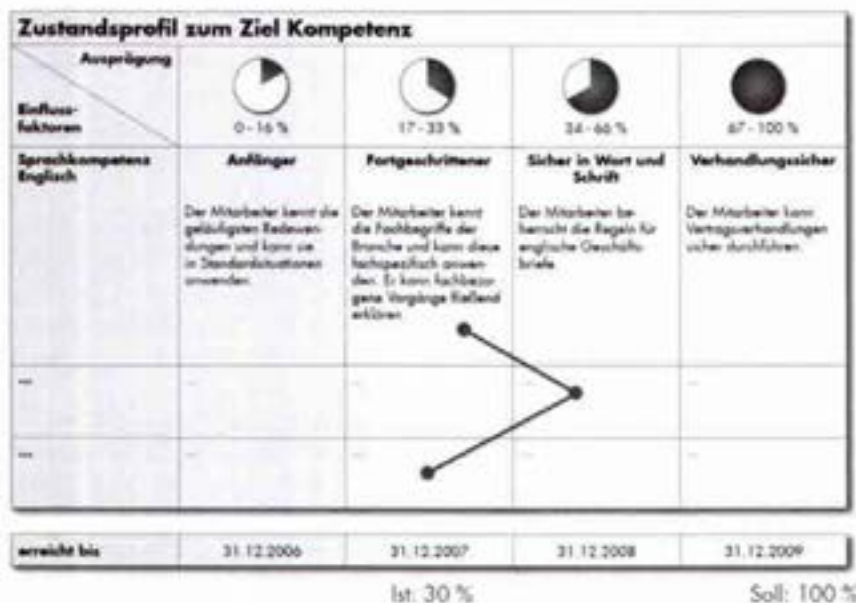 Zustandsprofil zum Ziel Kompetenz
Ausprägung
Einfluss-
faktoren
0 - 16 %
17 - 33 %
34 - 66 %
67 - 100 %
Sprachkompetenz
Englisch
Anfänger
Der Mitarbeiter kennt die
geläufigsten Redewen-
dungen und kann sie
in Standardsituationen
anwenden.
Fortgeschrittener
Der Mitarbeiter kennt
die Fachbegriffe der
Branche und kann diese
fachspezifisch anwen-
den. Er kann fachbezo-
gene Vorgänge fließend
erklären
Sicher in Wort und
Schrift
Der Mitarbeiter be-
herrscht die Regeln für
englische Geschäfts-
briefe.
Verhandlungssicher
Der Mitarbeiter kann
Vertragsverhandlungen
sicher durchführen.
...
...
...
...
...
...
...
...
...
...
erreicht bis
31.12.2006
31.12.2007
31.12.2008
31.12.2009
Ist: 30 %
Soll: 100 %